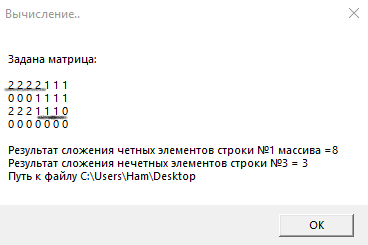 Вычисление..
Задана матрица:
2 2 2 2 1 1 1
0 0 0 1 1 1 1
2 2 2 1 1 1 0
0 0 0 0 0 0 0
Результат сложения четных элементов строки №1 массива =8
Результат сложения нечетных элементов строки №3 = 3
Путь к файлу C:\Users\Ham\Desktop
ОК